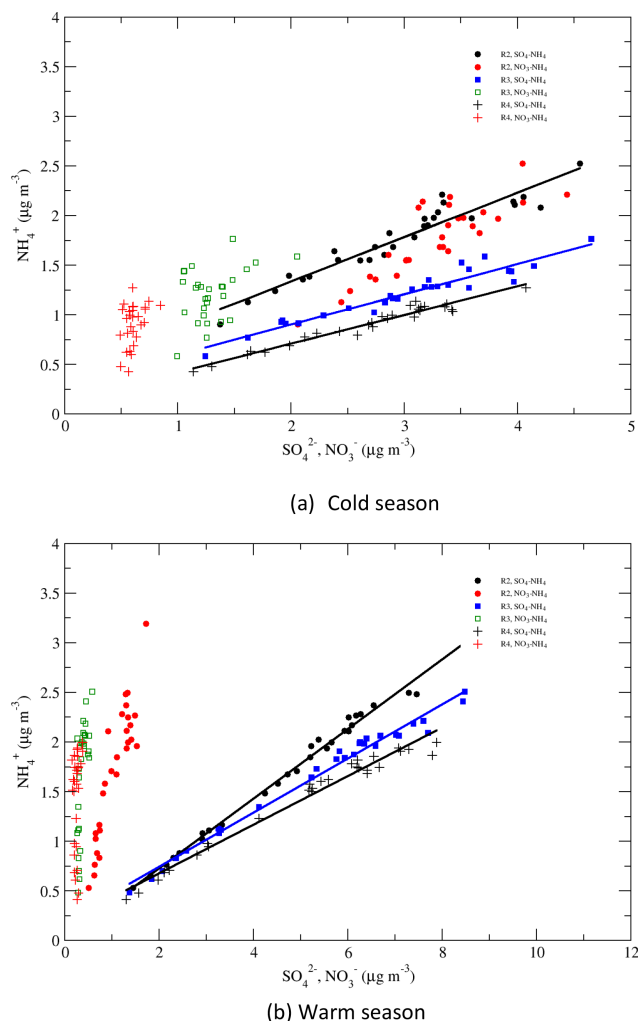 4
3.5
3
2.5
2
1.5
1
0.5
0
NH₄⁺ (μg m⁻³)
R2, SO₄-NH₄
R2, NO₃-NH₄
R3, SO₄-NH₄
R3, NO₃-NH₄
R4, SO₄-NH₄
R4, NO₃-NH₄
0 1 2 3 4 5
SO₄²⁻, NO₃⁻ (μg m⁻³)
(a) Cold season
4
3.5
3
2.5
2
1.5
1
0.5
0
NH₄⁺ (μg m⁻³)
R2, SO₄-NH₄
R2, NO₃-NH₄
R3, SO₄-NH₄
R3, NO₃-NH₄
R4, SO₄-NH₄
R4, NO₃-NH₄
0 2 4 6 8 10 12
SO₄²⁻, NO₃⁻ (μg m⁻³)
(b) Warm season